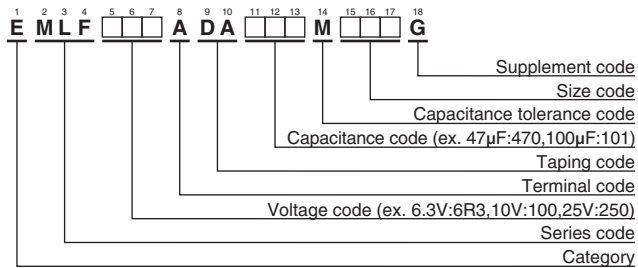 1 2 3 4 5 6 7 8 9 10 11 12 13 14 15 16 17 18
E M L F A D A M G
Supplement code
Size code
Capacitance tolerance code
Capacitance code (ex. 47µF:470,100µF:101)
Taping code
Terminal code
Voltage code (ex. 6.3V:6R3,10V:100,25V:250)
Series code
Category